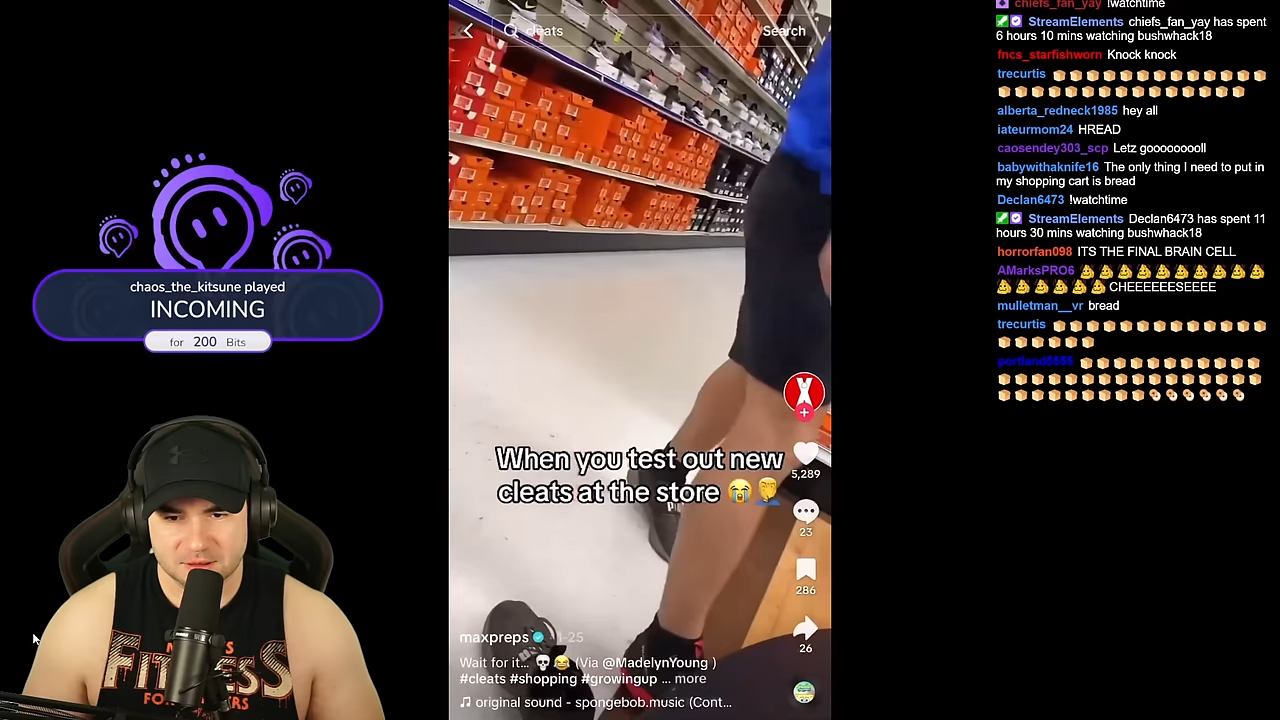 chaos_the_kitsune played
INCOMING
for 200 Bits
cleats
Search
When you test out new
cleats at the store 😭🤦‍♂️
5,289
23
286
26
maxpreps · 1-25
Wait for it... 💀😂 (Via @MadelynYoung )
#cleats #shopping #growingup ... more
original sound - spongebob.music (Cont...
FITNESS
chiefs_fan_yay !watchtime
StreamElements chiefs_fan_yay has spent
6 hours 10 mins watching bushwhack18
fncs_starfishworn Knock knock
trecurtis 🍞🍞🍞🍞🍞🍞🍞🍞🍞🍞🍞🍞🍞
🍞🍞🍞🍞🍞🍞🍞🍞🍞🍞🍞🍞🍞🍞
alberta_redneck1985 hey all
iateurmom24 HREAD
caosendey303_scp Letz goooooooll
babywithaknife16 The only thing I need to put in
my shopping cart is bread
Declan6473 !watchtime
StreamElements Declan6473 has spent 11
hours 30 mins watching bushwhack18
horrorfan098 ITS THE FINAL BRAIN CELL
AMarksPRO6
CHEEEEEESEEEE
mulletman__vr bread
trecurtis 🍞🍞🍞🍞🍞🍞🍞🍞🍞🍞🍞🍞🍞
🍞🍞🍞🍞🍞🍞